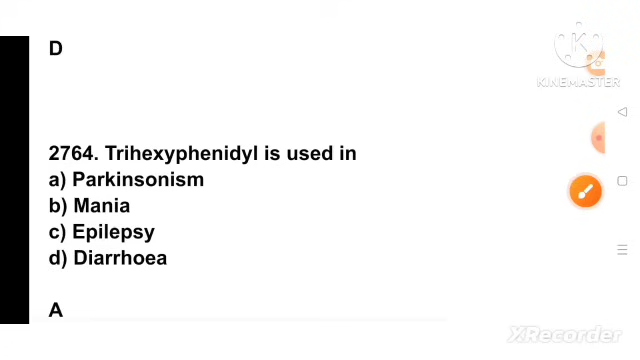 D
KINEMASTER
2764. Trihexyphenidyl is used in
a) Parkinsonism
b) Mania
c) Epilepsy
d) Diarrhoea
A
XRecorder